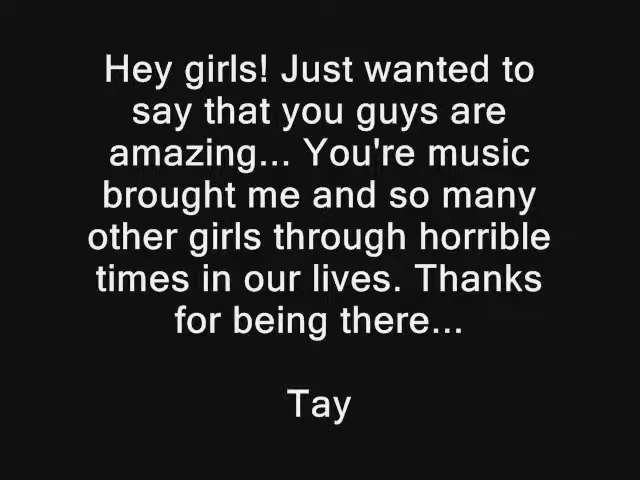 Hey girls! Just wanted to
say that you guys are
amazing... You're music
brought me and so many
other girls through horrible
times in our lives. Thanks
for being there...
Tay